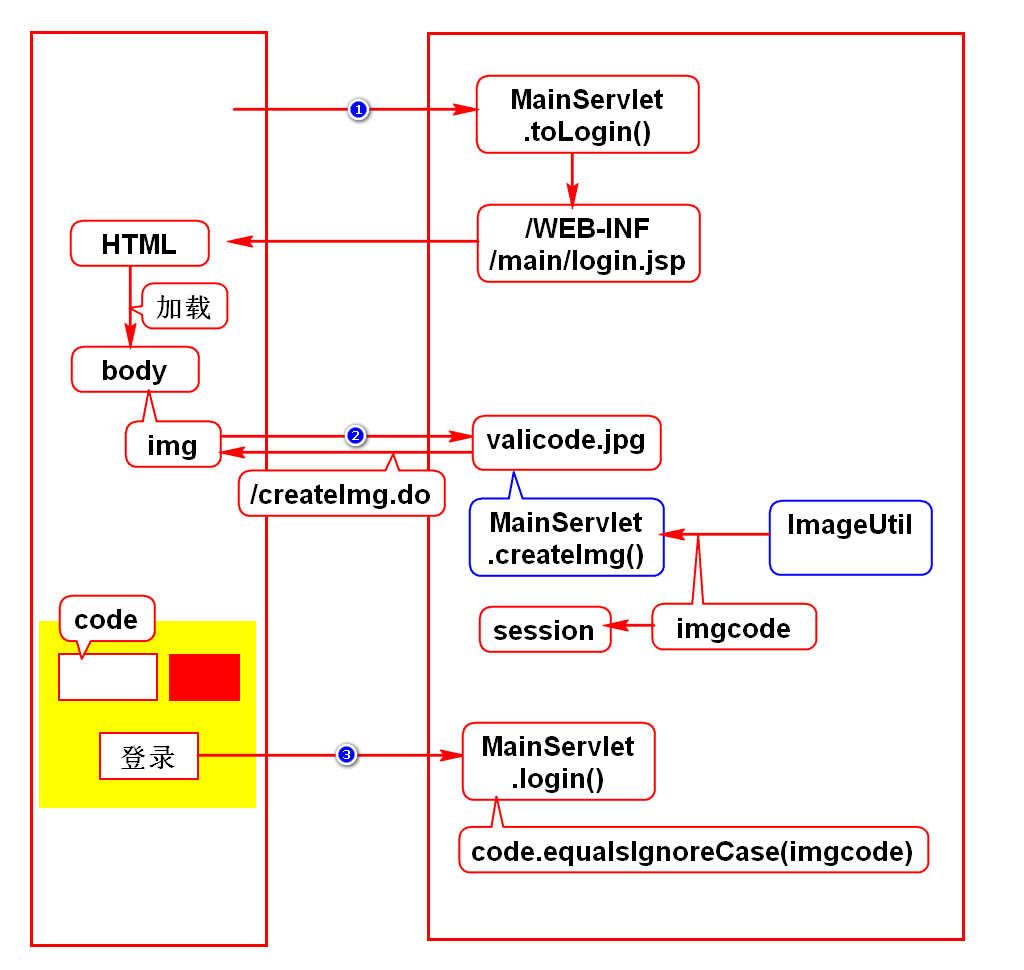 1
MainServlet
.toLogin()
/WEB-INF
/main/login.jsp
HTML
加载
body
img
2
valicode.jpg
/createImg.do
MainServlet
.createImg()
ImageUtil
session
imgcode
code
登录
3
MainServlet
.login()
code.equalsIgnoreCase(imgcode)